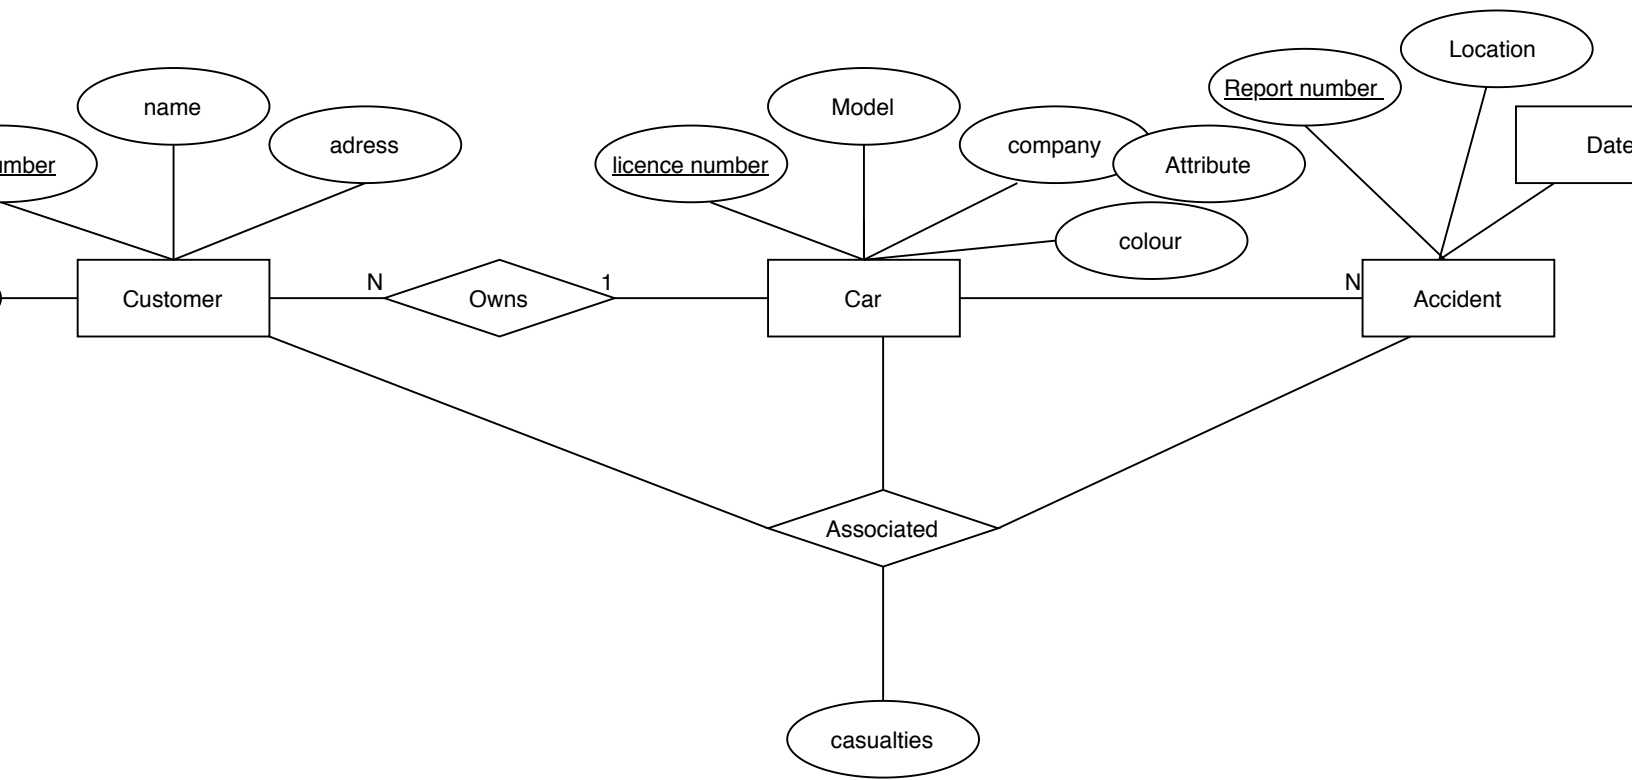 Location
Report number
name
Model
adress
company
Date
umber
licence number
Attribute
colour
N
1
N
Customer
Owns
Car
Accident
Associated
casualties